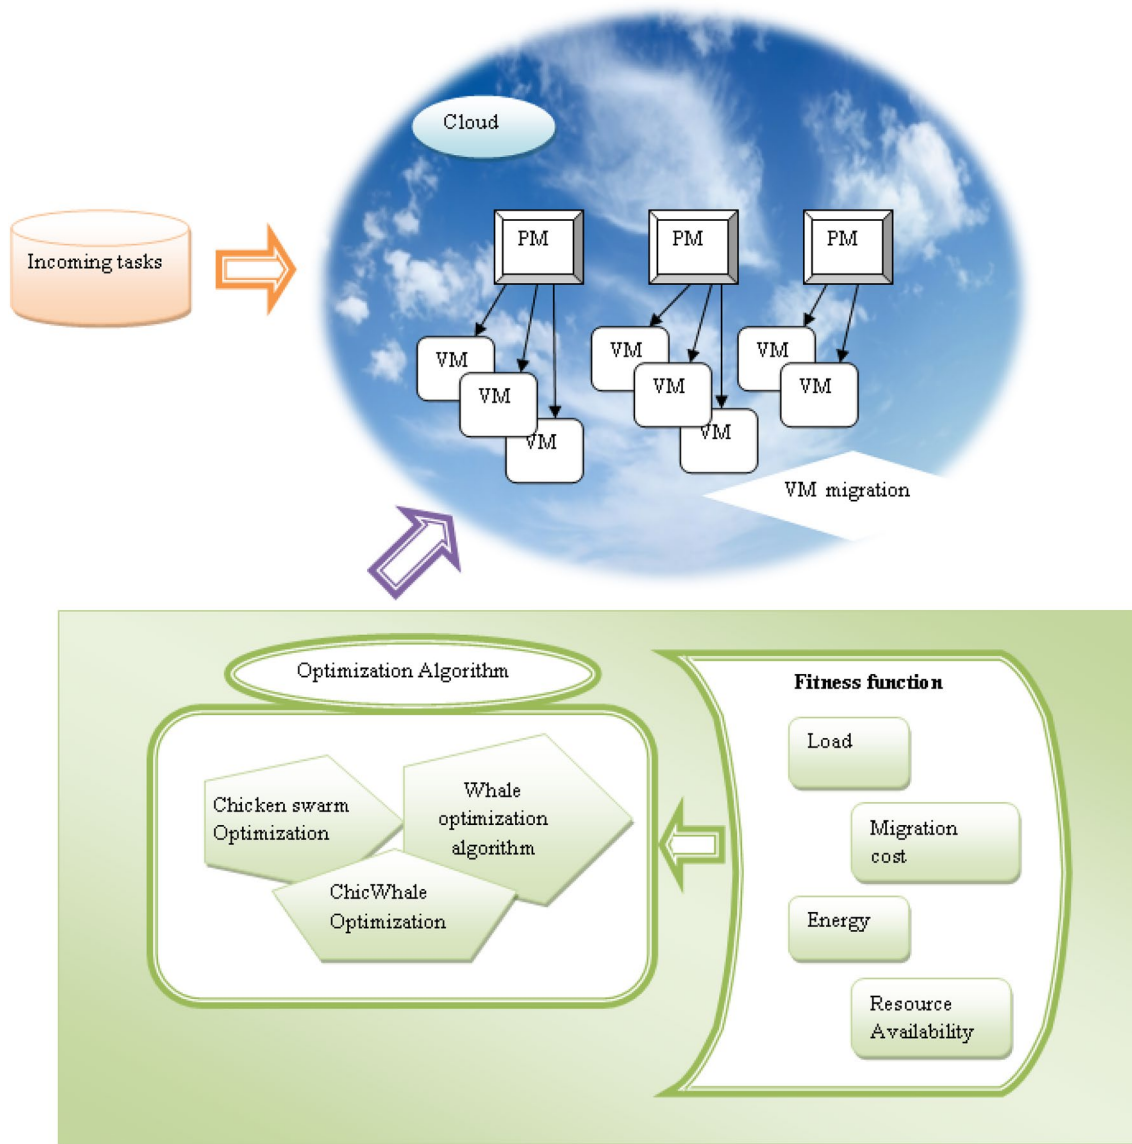 Cloud
Incoming tasks
PM
PM
PM
VM
VM
VM
VM
VM
VM
VM
VM
VM migration
Optimization Algorithm
Chicken swarm
Optimization
Whale
optimization
algorithm
ChicWhale
Optimization
Fitness function
Load
Migration
cost
Energy
Resource
Availability